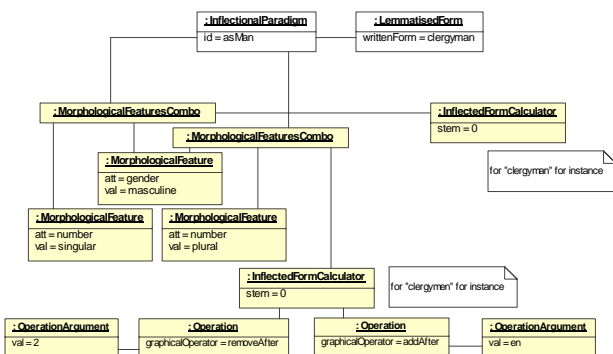 : InflectionalParadigm
id = asMan
: LemmatisedForm
writtenForm = clergyman
: MorphologicalFeaturesCombo
: InflectedFormCalculator
stem = 0
: MorphologicalFeaturesCombo
for "clergyman" for instance
: MorphologicalFeature
att = gender
val = masculine
: MorphologicalFeature
att = number
val = singular
: MorphologicalFeature
att = number
val = plural
: InflectedFormCalculator
stem = 0
for "clergymen" for instance
: OperationArgument
val = 2
: Operation
graphicalOperator = removeAfter
: Operation
graphicalOperator = addAfter
: OperationArgument
val = en